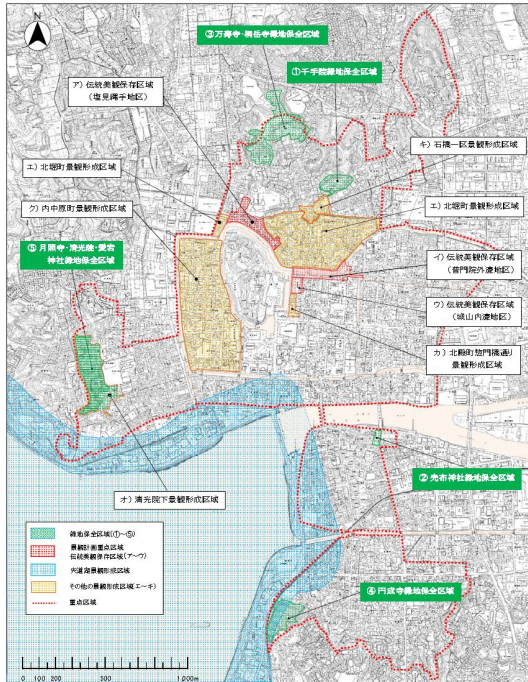 N
③万壽寺・桐岳寺緑地保全区域
①千手院緑地保全区域
ア）伝統美観保存区域
（塩見縄手地区）
キ）石橋一区景観形成区域
エ）北堀町景観形成区域
ク）内中原町景観形成区域
エ）北堀町景観形成区域
⑤月照寺・清光院・愛宕
神社緑地保全区域
イ）伝統美観保存区域
（普門院外濠地区）
ウ）伝統美観保存区域
（城山内濠地区）
カ）北殿町惣門橋通り
景観形成区域
②売布神社緑地保全区域
オ）清光院下景観形成区域
緑地保全区域(①～⑤)
景観計画重点区域
伝統美観保存区域(ア～ウ)
宍道湖景観形成区域
その他の景観形成区域(エ～キ)
重点区域
④円成寺緑地保全区域
0 100 200 500 1,000m